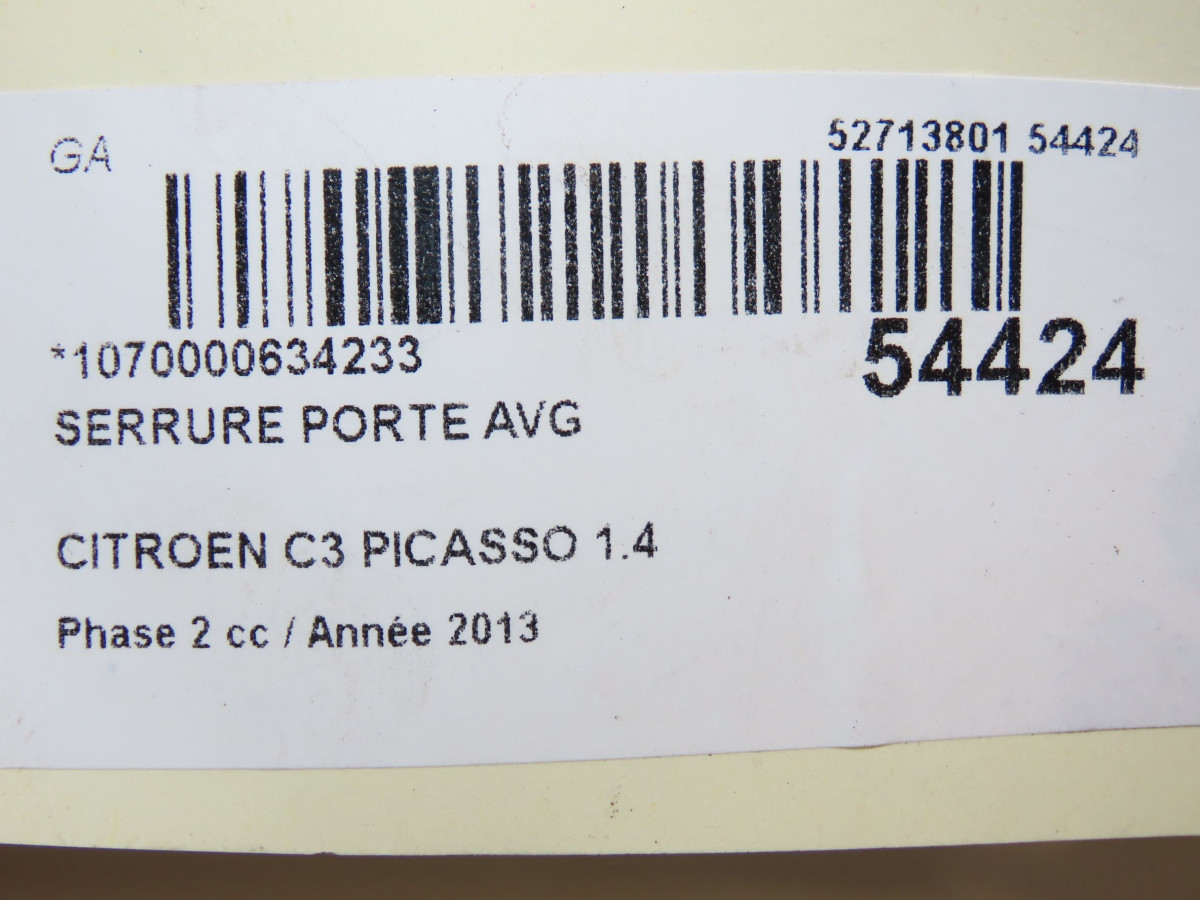 GA
52713801 54424
*1070000634233
54424
SERRURE PORTE AVG
CITROEN C3 PICASSO 1.4
Phase 2 cc / Année 2013